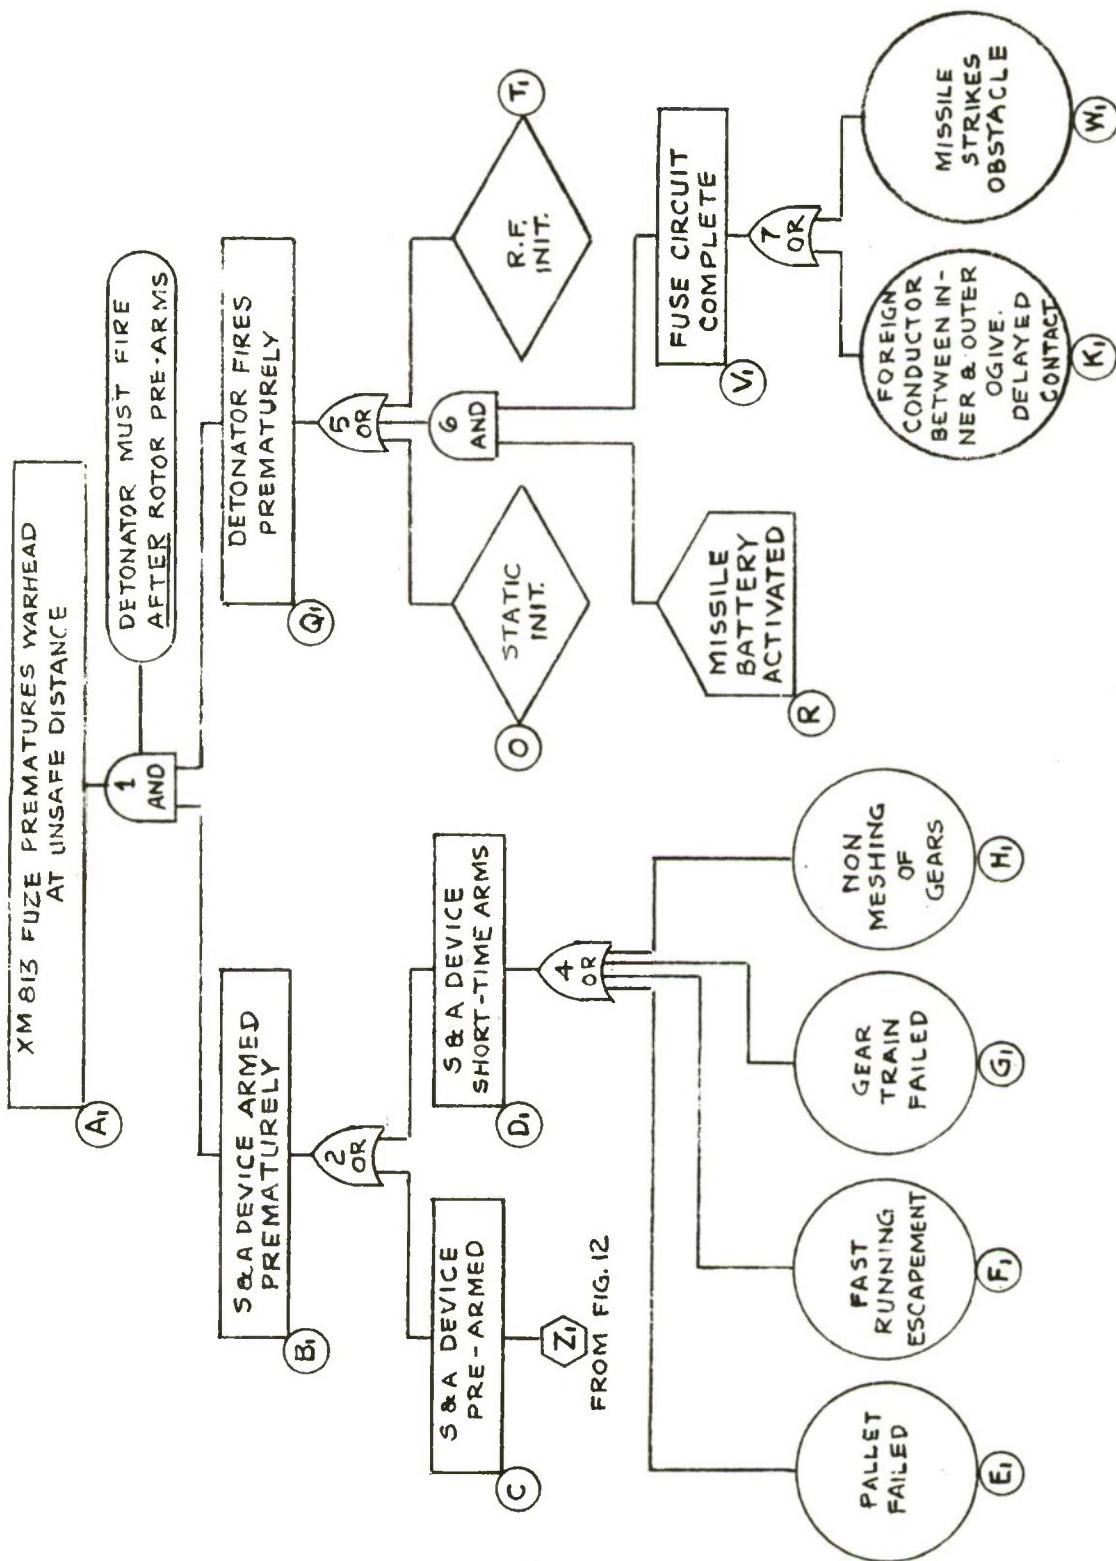 XM 813 FUZE PREMATURES WARHEAD
AT UNSAFE DISTANCE
A1
1
AND
DETONATOR MUST FIRE
AFTER ROTOR PRE-ARMS
S & A DEVICE ARMED
PREMATURELY
B1
DETONATOR FIRES
PREMATURELY
Q1
2
OR
5
OR
S & A DEVICE
PRE-ARMED
C
Z1
FROM FIG. 12
S & A DEVICE
SHORT-TIME ARMS
D1
STATIC
INIT.
O
6
AND
R.F.
INIT.
T1
4
OR
MISSILE
BATTERY
ACTIVATED
R
FUSE CIRCUIT
COMPLETE
V1
7
OR
PALLET
FAILED
E1
FAST
RUNNING
ESCAPEMENT
F1
GEAR
TRAIN
FAILED
G1
NON
MESHING
OF
GEARS
H1
FOREIGN
CONDUCTOR
BETWEEN IN-
NER & OUTER
OGIVE.
DELAYED
CONTACT
K1
MISSILE
STRIKES
OBSTACLE
W1